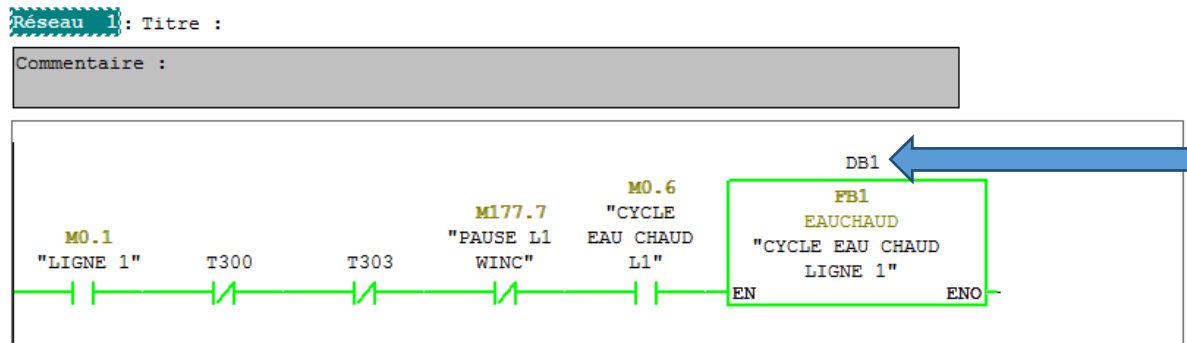 Réseau 1: Titre :
Commentaire :
DB1
M0.1
"LIGNE 1"
T300
T303
M177.7
"PAUSE L1
WINC"
M0.6
"CYCLE
EAU CHAUD
L1"
FB1
EAUCHAUD
"CYCLE EAU CHAUD
LIGNE 1"
EN ENO